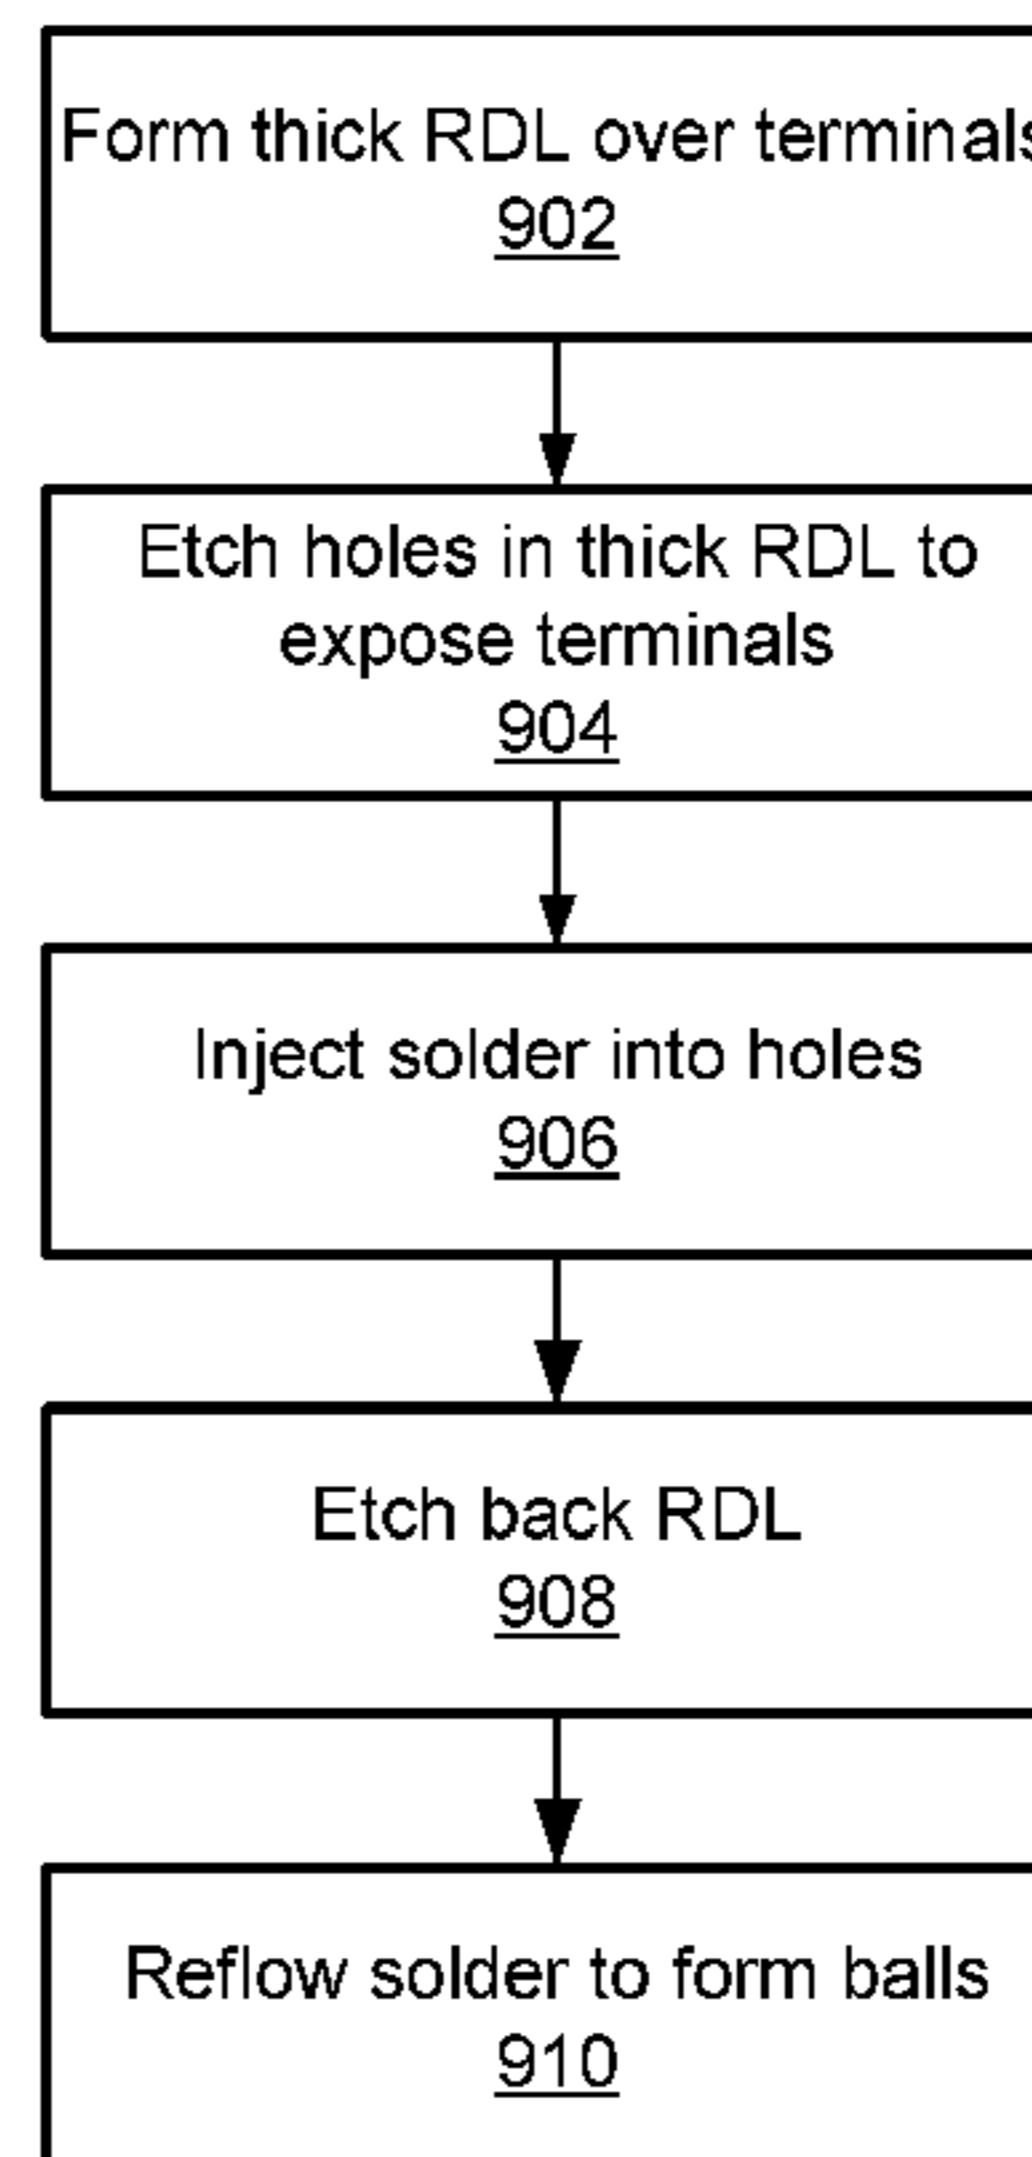 Form thick RDL over terminals
902
Etch holes in thick RDL to
expose terminals
904
Inject solder into holes
906
Etch back RDL
908
Reflow solder to form balls
910